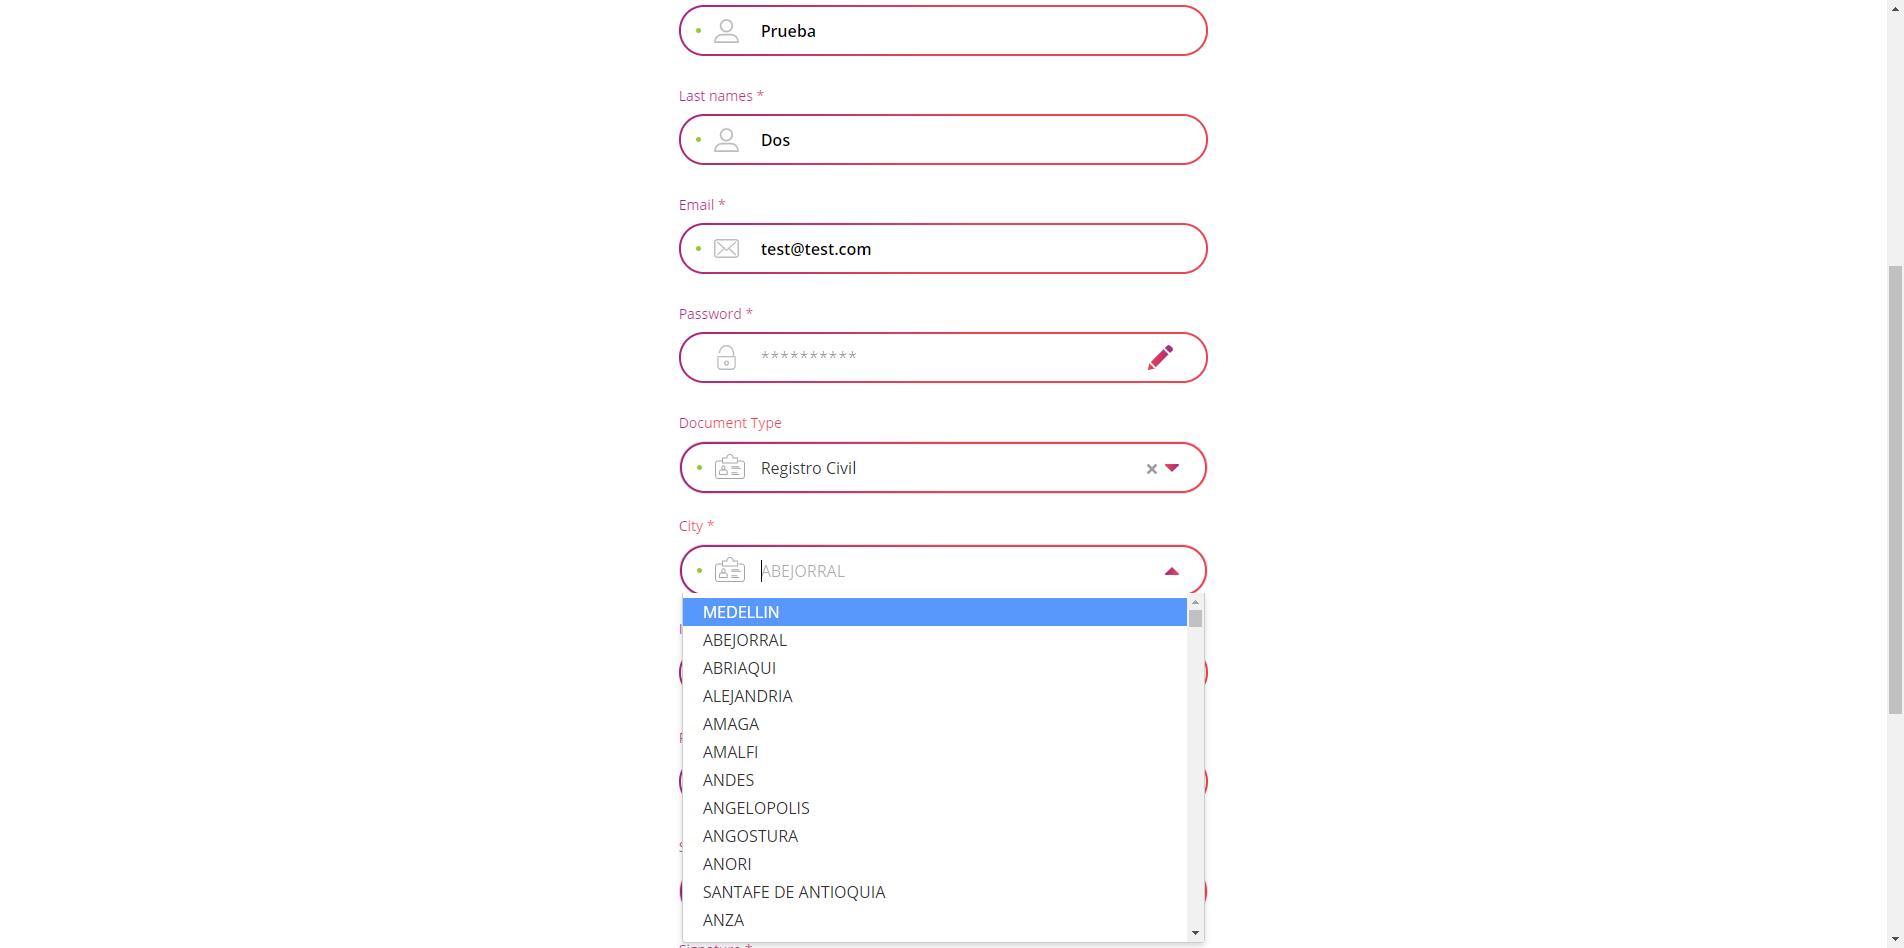 Prueba
Last names *
Dos
Email *
test@test.com
Password *
**********
Document Type
Registro Civil
City *
ABEJORRAL
MEDELLIN
ABEJORRAL
ABRIAQUI
ALEJANDRIA
AMAGA
AMALFI
ANDES
ANGELOPOLIS
ANGOSTURA
ANORI
SANTAFE DE ANTIOQUIA
ANZA